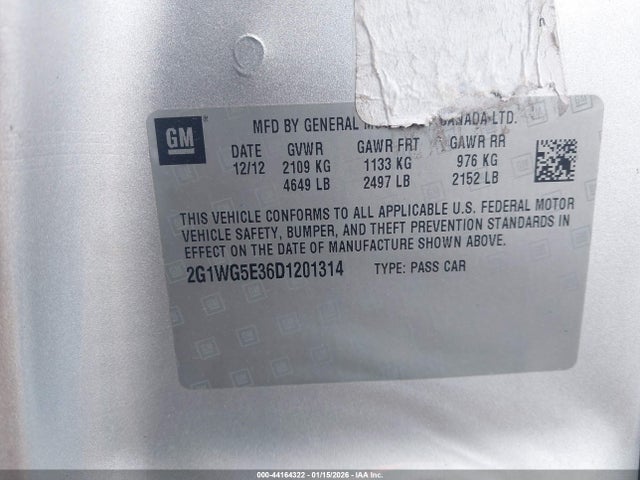 GM
MFD BY GENERAL CANADA LTD.
DATE GVWR GAWR FRT GAWR RR
12/12 2109 KG 1133 KG 976 KG
4649 LB 2497 LB 2152 LB
THIS VEHICLE CONFORMS TO ALL APPLICABLE U.S. FEDERAL MOTOR
VEHICLE SAFETY, BUMPER, AND THEFT PREVENTION STANDARDS IN
EFFECT ON THE DATE OF MANUFACTURE SHOWN ABOVE.
2G1WG5E36D1201314 TYPE: PASS CAR
000-44164322 - 01/15/2026 - IAA Inc.